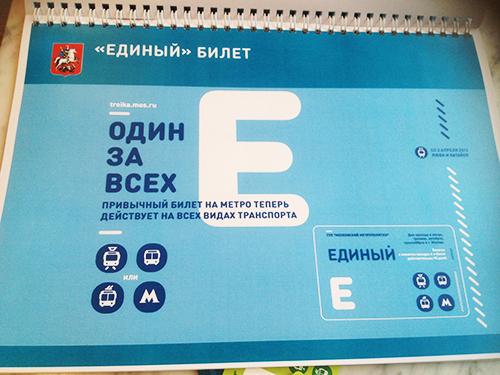 «ЕДИНЫЙ» БИЛЕТ
troika.mos.ru
Е
ОДИН
ЗА
ВСЕХ
ПРИВЫЧНЫЙ БИЛЕТ НА МЕТРО ТЕПЕРЬ
ДЕЙСТВУЕТ НА ВСЕХ ВИДАХ ТРАНСПОРТА
ИЛИ
М
ЕДИНЫЙ
Е
М